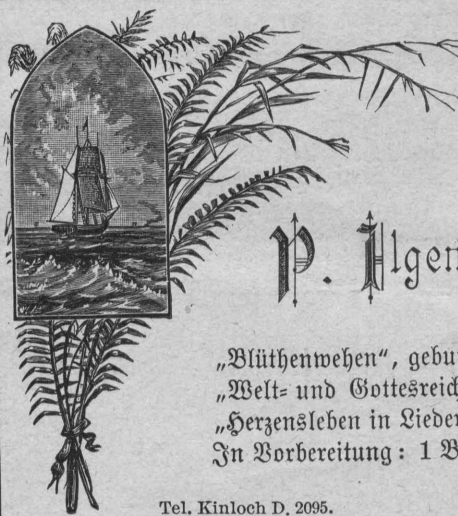 P. Ilgen
„Blüthenwehen“, gebu
„Welt= und Gottesreich
„Herzensleben in Lieder
In Vorbereitung: 1 B
Tel. Kinloch D, 2095.